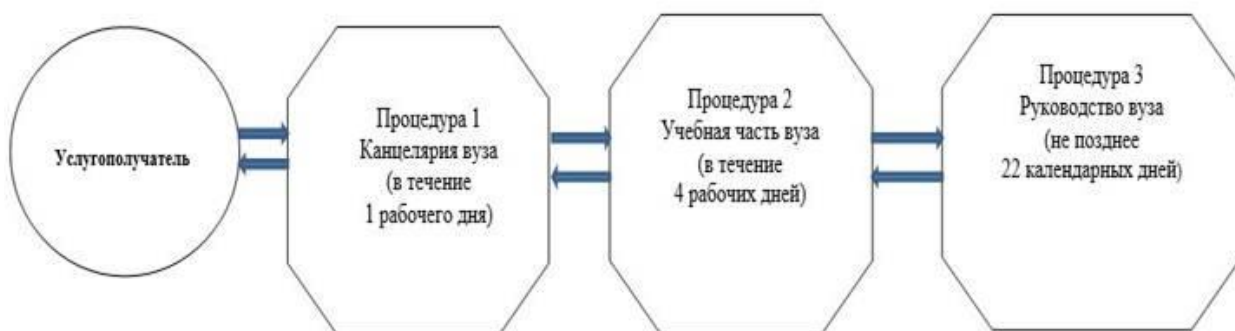 Услугополучатель
Процедура 1
Канцелярия вуза
(в течение
1 рабочего дня)
Процедура 2
Учебная часть вуза
(в течение
4 рабочих дней)
Процедура 3
Руководство вуза
(не позднее
22 календарных дней)